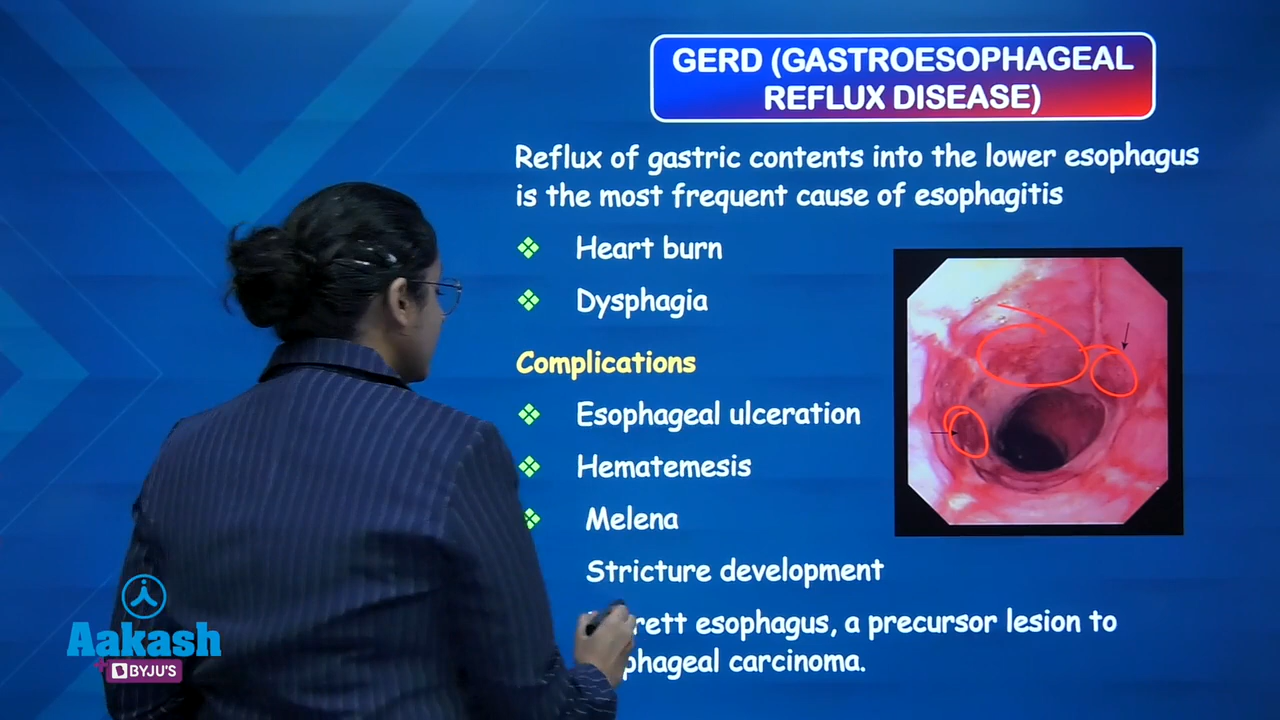 GERD (GASTROESOPHAGEAL
REFLUX DISEASE)
Reflux of gastric contents into the lower esophagus
is the most frequent cause of esophagitis
Heart burn
Dysphagia
Complications
Esophageal ulceration
Hematemesis
Melena
Stricture development
rett esophagus, a precursor lesion to
phageal carcinoma.
Aakash
BYJU'S